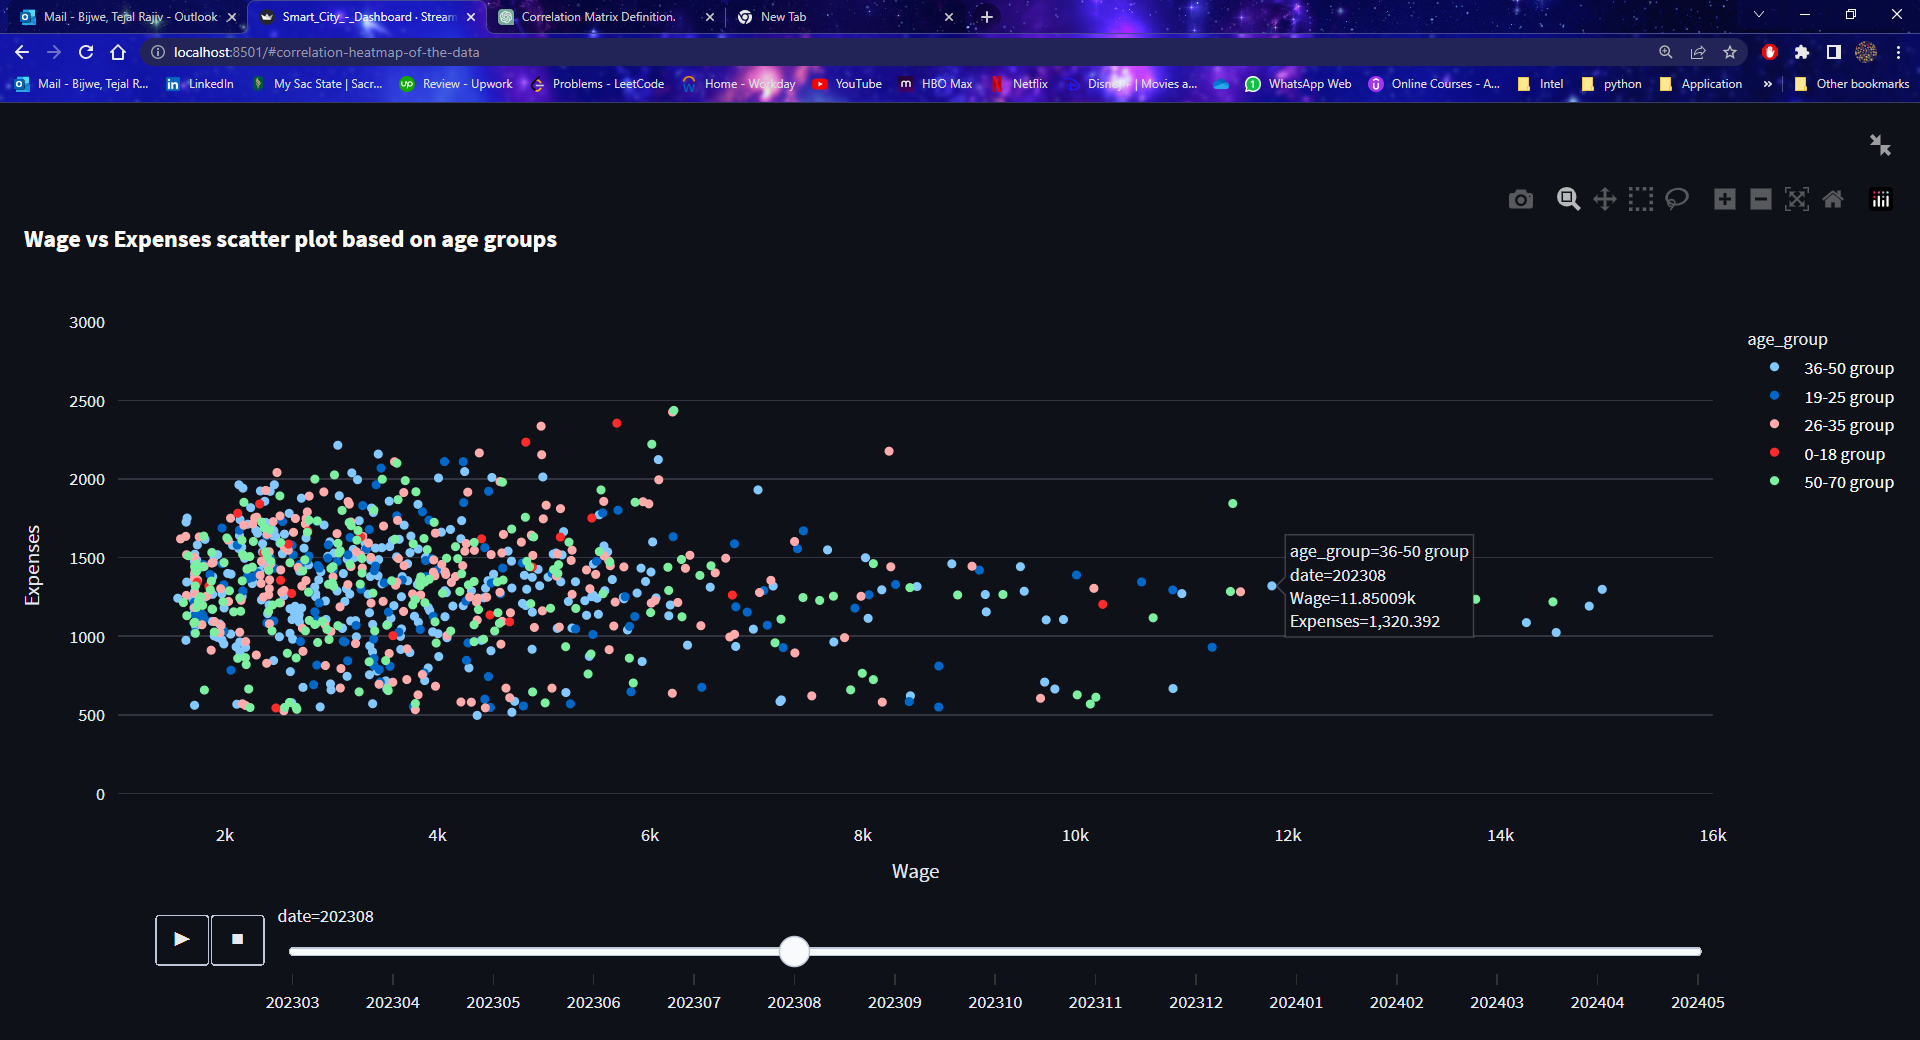 Mail - Bijwe, Tejal Rajiv - Outlook
Smart_City_-_Dashboard · Stream
Correlation Matrix Definition.
New Tab
localhost:8501/#correlation-heatmap-of-the-data
Mail - Bijwe, Tejal R...
LinkedIn
My Sac State | Sacr...
up
Review - Upwork
Problems - LeetCode
Home - Workday
YouTube
m
HBO Max
Netflix
Disney+ | Movies a...
1
WhatsApp Web
Online Courses - A...
Intel
python
Application
»
Other bookmarks
Wage vs Expenses scatter plot based on age groups
3000
2500
2000
1500
1000
500
0
Expenses
age_group
36-50 group
19-25 group
26-35 group
0-18 group
50-70 group
age_group=36-50 group
date=202308
Wage=11.85009k
Expenses=1,320.392
2k 4k 6k 8k 10k 12k 14k 16k
Wage
date=202308
202303 202304 202305 202306 202307 202308 202309 202310 202311 202312 202401 202402 202403 202404 202405